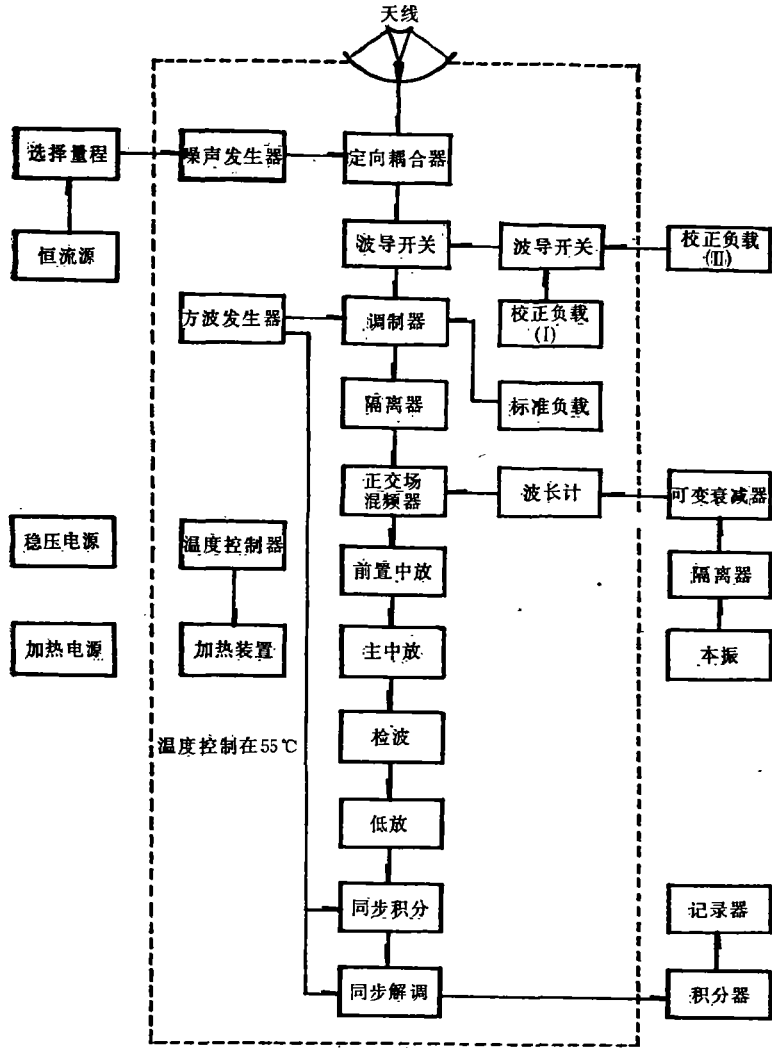 天线
选择量程
噪声发生器
定向耦合器
恒流源
波导开关
波导开关
校正负载
(Ⅱ)
方波发生器
调制器
校正负载
(I)
隔离器
标准负载
正交场
混频器
波长计
可变衰减器
稳压电源
温度控制器
前置中放
隔离器
加热电源
加热装置
主中放
本振
温度控制在55℃
检波
低放
同步积分
记录器
同步解调
积分器